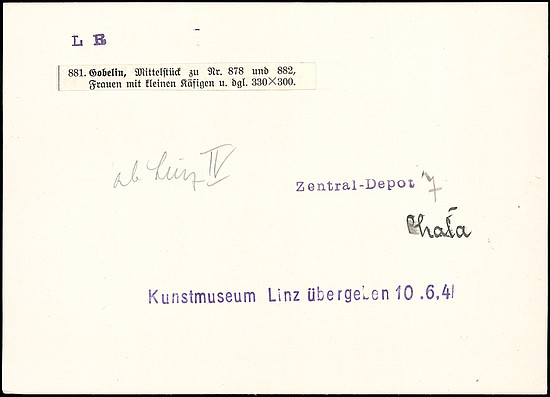 L R
881. Gobelin, Mittelstück zu Nr. 878 und 882,
Frauen mit kleinen Käfigen u. dgl. 330×300.
ab Linz IV
Zentral-Depot 7
Kunstmuseum Linz übergeben 10.6.41